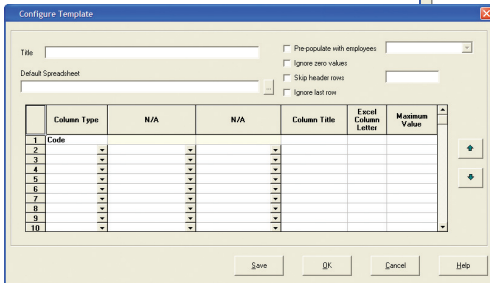 Configure Template
Title
Pre-populate with employees
Ignore zero values
Default Spreadsheet
Skip header rows
...
Ignore last row
Column Type N/A N/A Column Title Excel Column Letter Maximum Value
1 Code
2
3
4
5
6
7
8
9
10
Save OK Cancel Help